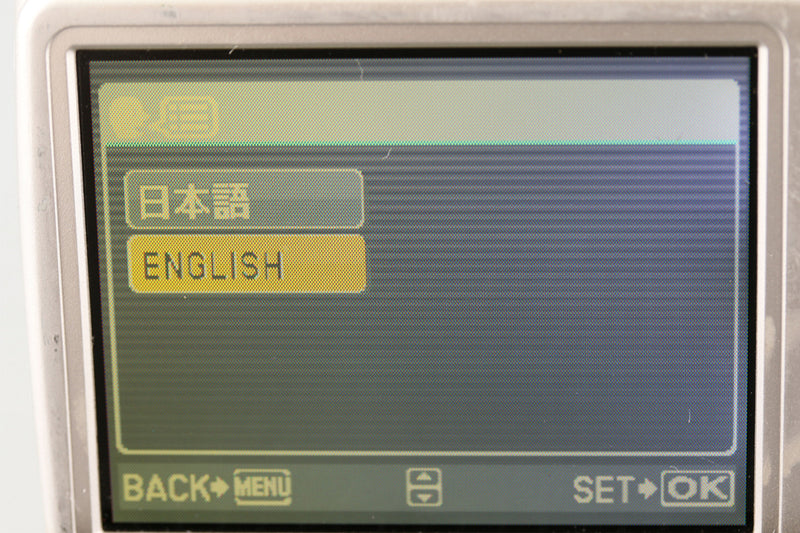 日本語
ENGLISH
BACK→MENU SET→OK